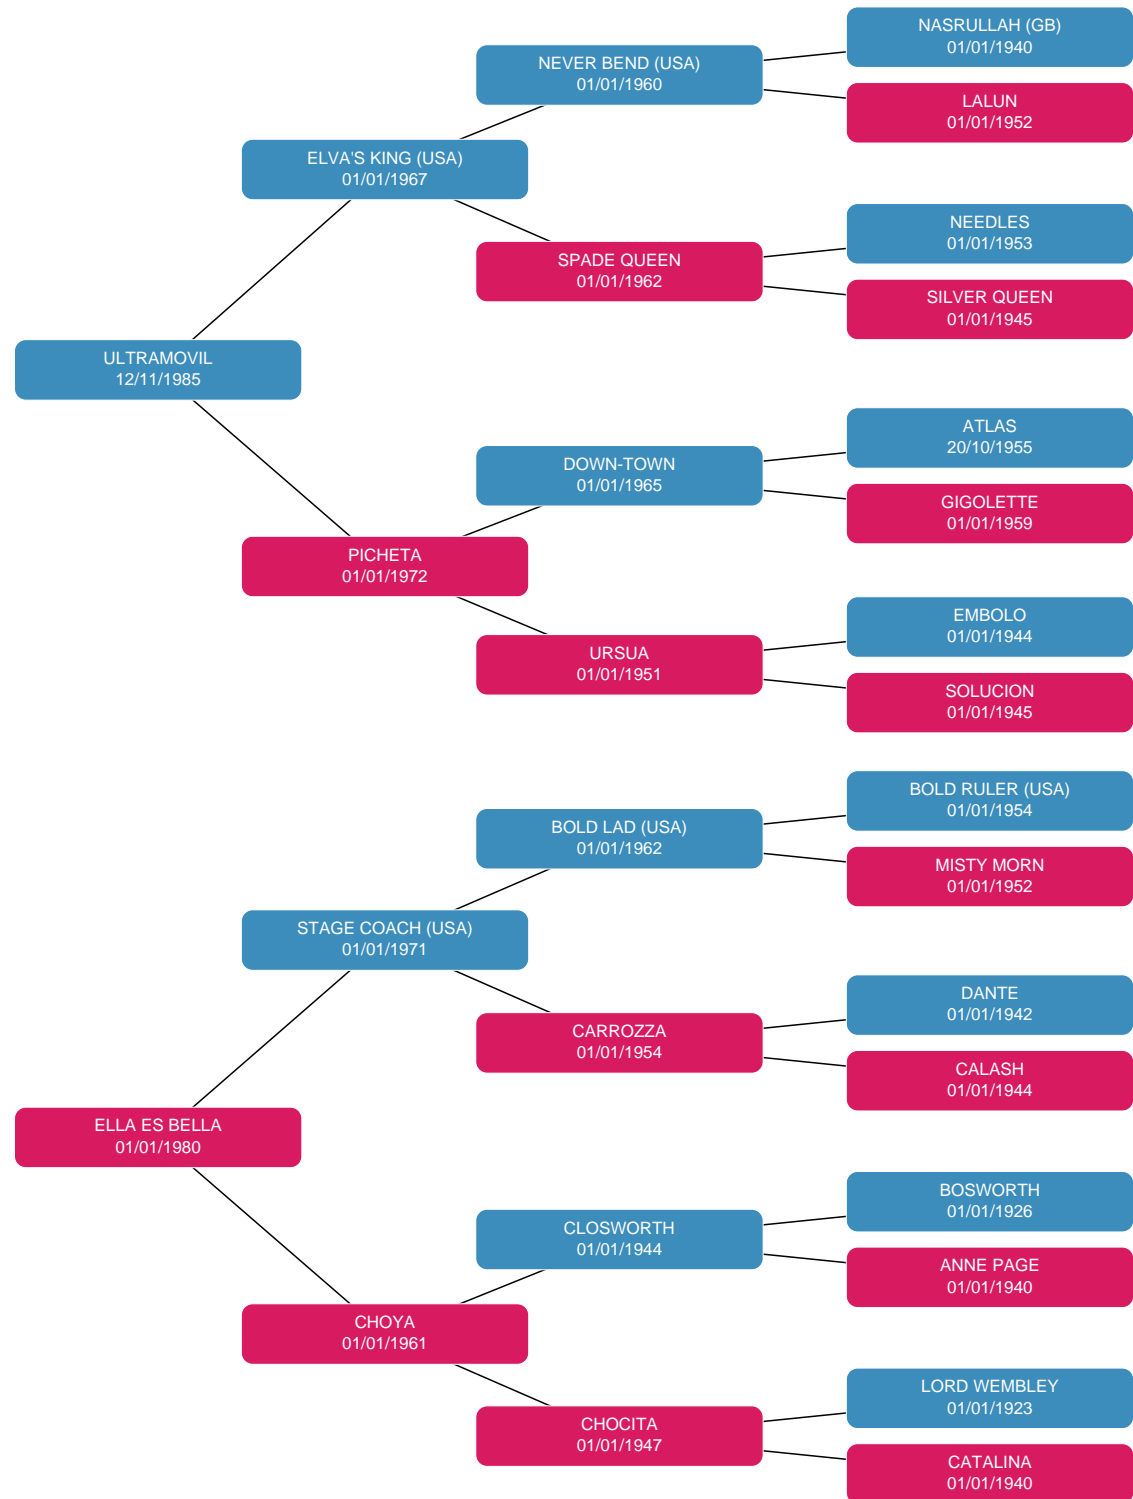 NASRULLAH (GB)
01/01/1940
NEVER BEND (USA)
01/01/1960
LALUN
01/01/1952
ELVA'S KING (USA)
01/01/1967
NEEDLES
01/01/1953
SPADE QUEEN
01/01/1962
SILVER QUEEN
01/01/1945
ULTRAMOVIL
12/11/1985
ATLAS
20/10/1955
DOWN-TOWN
01/01/1965
GIGOLETTE
01/01/1959
PICHETA
01/01/1972
EMBOLO
01/01/1944
URSUA
01/01/1951
SOLUCION
01/01/1945
BOLD RULER (USA)
01/01/1954
BOLD LAD (USA)
01/01/1962
MISTY MORN
01/01/1952
STAGE COACH (USA)
01/01/1971
DANTE
01/01/1942
CARROZZA
01/01/1954
CALASH
01/01/1944
ELLA ES BELLA
01/01/1980
BOSWORTH
01/01/1926
CLOSWORTH
01/01/1944
ANNE PAGE
01/01/1940
CHOYA
01/01/1961
LORD WEMBLEY
01/01/1923
CHOCITA
01/01/1947
CATALINA
01/01/1940